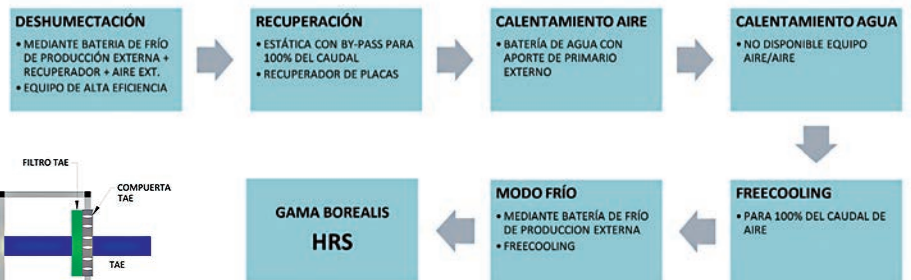 DESHUMECTACIÓN
• MEDIANTE BATERIA DE FRÍO
DE PRODUCCIÓN EXTERNA +
RECUPERADOR + AIRE EXT.
• EQUIPO DE ALTA EFICIENCIA
RECUPERACIÓN
• ESTÁTICA CON BY-PASS PARA
100% DEL CAUDAL
• RECUPERADOR DE PLACAS
CALENTAMIENTO AIRE
• BATERÍA DE AGUA CON
APORTE DE PRIMARIO
EXTERNO
CALENTAMIENTO AGUA
• NO DISPONIBLE EQUIPO
AIRE/AIRE
FREECOOLING
• PARA 100% DEL CAUDAL DE
AIRE
MODO FRÍO
• MEDIANTE BATERÍA DE FRÍO
DE PRODUCCION EXTERNA
• FREECOOLING
GAMA BOREALIS
HRS
FILTRO TAE
COMPUERTA
TAE
TAE